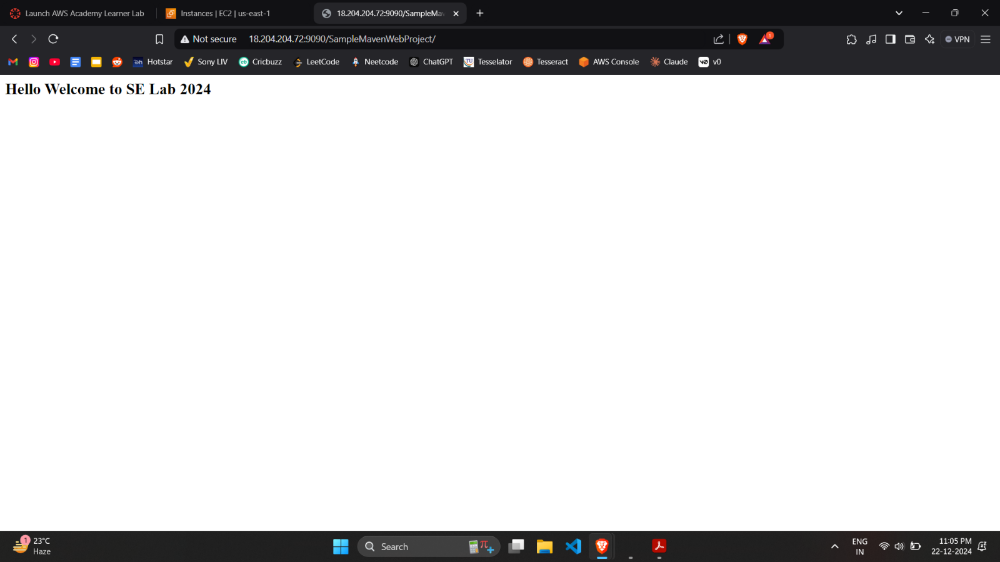 Launch AWS Academy Learner Lab
Instances | EC2 | us-east-1
18.204.204.72:9090/SampleMav
Not secure 18.204.204.72:9090/SampleMavenWebProject/
1
VPN
Hotstar
Sony LIV
Cricbuzz
LeetCode
Neetcode
ChatGPT
Tesselator
Tesseract
AWS Console
Claude
v0
Hello Welcome to SE Lab 2024
1
23°C
Haze
Search
ENG
IN
11:05 PM
22-12-2024